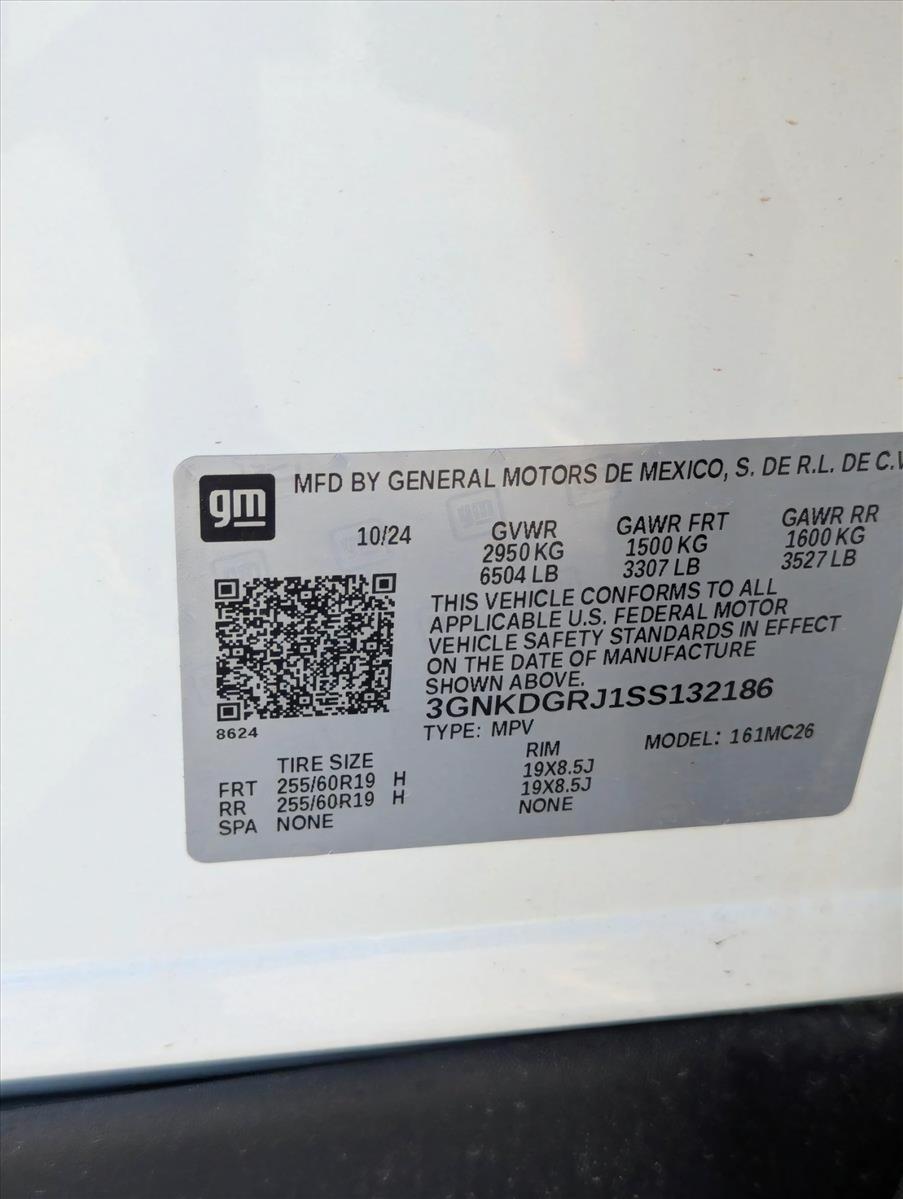 gm
MFD BY GENERAL MOTORS DE MEXICO, S. DE R.L. DE C.V
10/24
GVWR GAWR FRT GAWR RR
2950 KG 1500 KG 1600 KG
6504 LB 3307 LB 3527 LB
THIS VEHICLE CONFORMS TO ALL
APPLICABLE U.S. FEDERAL MOTOR
VEHICLE SAFETY STANDARDS IN EFFECT
ON THE DATE OF MANUFACTURE
SHOWN ABOVE.
3GNKDGRJ1SS132186
8624
TYPE: MPV MODEL: 161MC26
TIRE SIZE RIM
FRT 255/60R19 H 19X8.5J
RR 255/60R19 H 19X8.5J
SPA NONE NONE